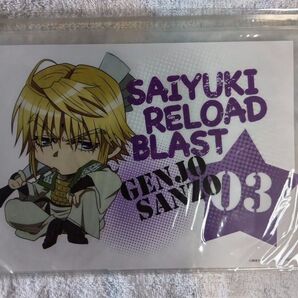 SAIYUKI
RELOAD
BLAST
GENJO
SANZO
03